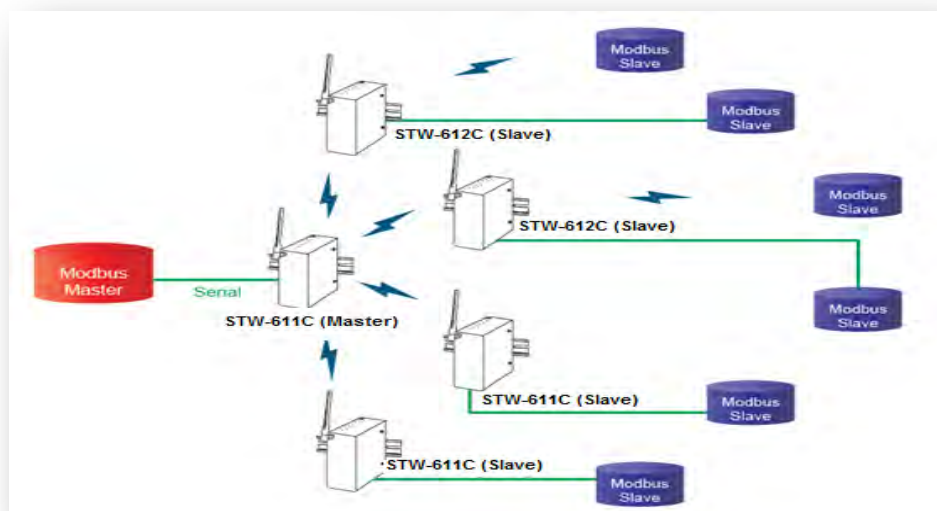 Modbus
Slave
Modbus
Slave
STW-612C (Slave)
Modbus
Slave
STW-612C (Slave)
Modbus
Master
Serial
STW-611C (Master)
Modbus
Slave
STW-611C (Slave)
Modbus
Slave
STW-611C (Slave)
Modbus
Slave